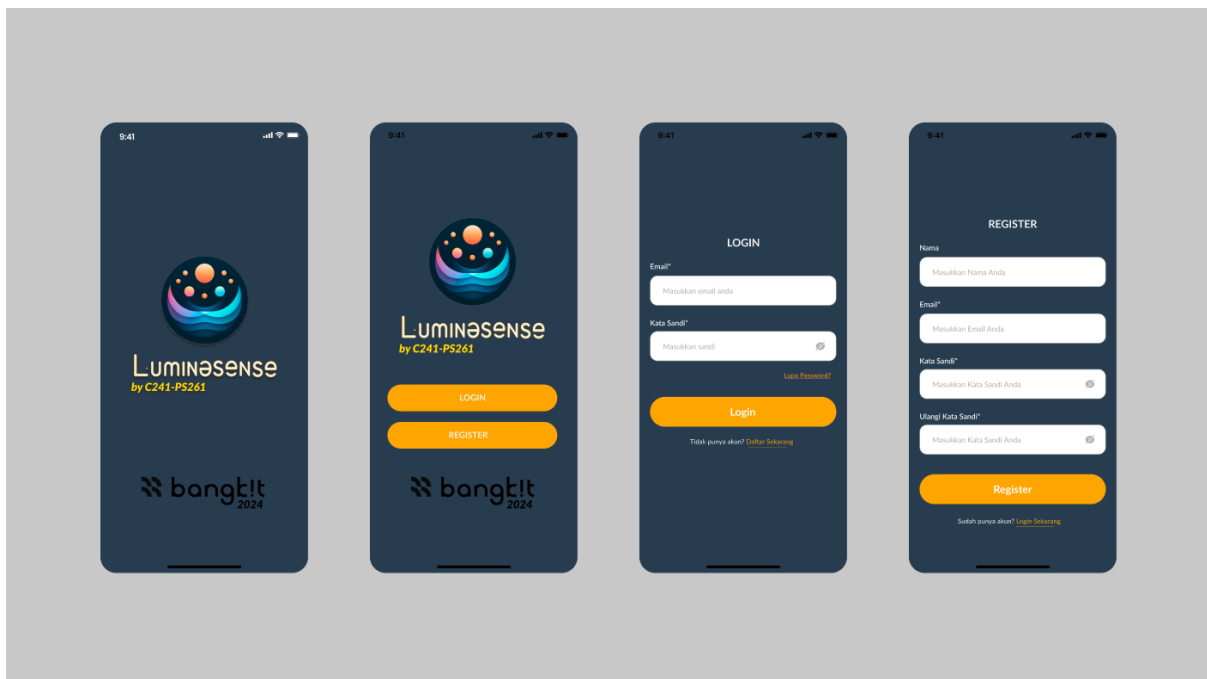 9:41
Luminasense
by C241-PS261
bangk!t
2024
9:41
Luminasense
by C241-PS261
LOGIN
REGISTER
bangk!t
2024
9:41
LOGIN
Email*
Masukkan email anda
Kata Sandi*
Masukkan sandi
Lupa Password?
Login
Tidak punya akun? Daftar Sekarang
9:41
REGISTER
Nama
Masukkan Nama Anda
Email*
Masukkan Email Anda
Kata Sandi*
Masukkan Kata Sandi Anda
Ulangi Kata Sandi*
Masukkan Kata Sandi Anda
Register
Sudah punya akun? Login Sekarang